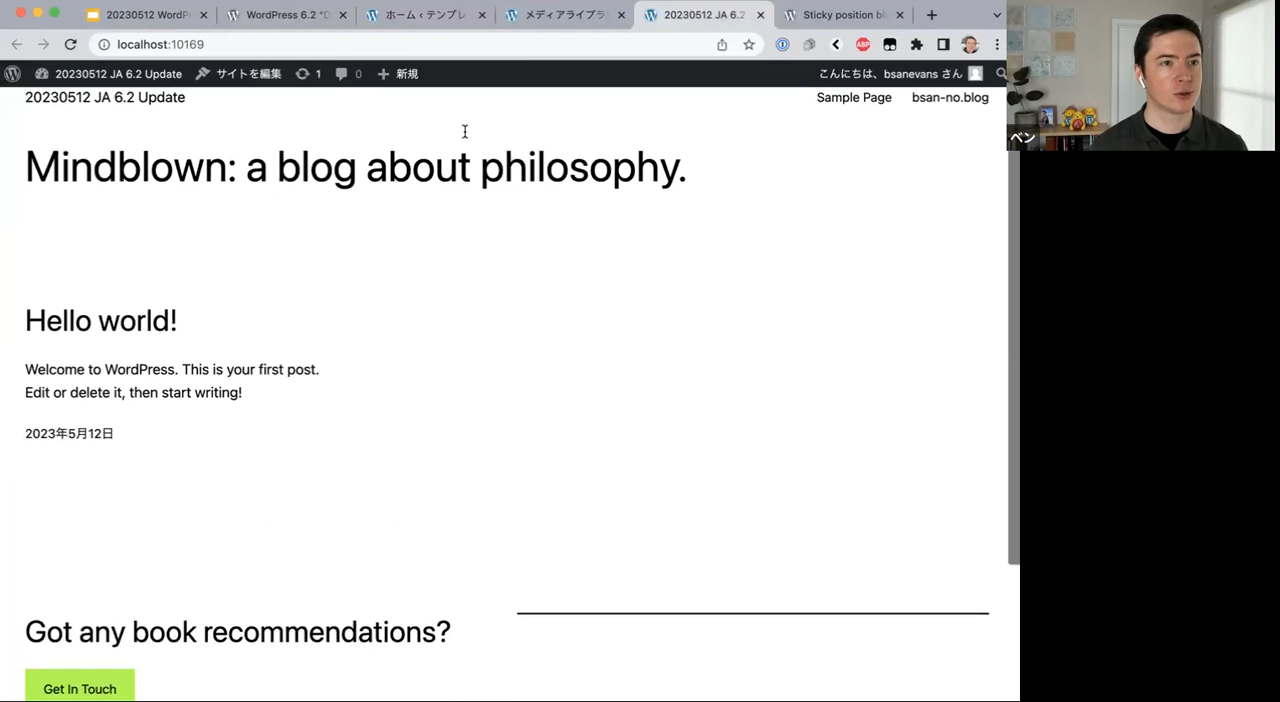 20230512 WordP
WordPress 6.2 "D
ホーム ‹ テンプレ
メディアライブラ
20230512 JA 6.2
Sticky position bl
localhost:10169
ABP
20230512 JA 6.2 Update
サイトを編集
1
0
新規
こんにちは、bsanevans さん
20230512 JA 6.2 Update
Sample Page
bsan-no.blog
ベン
Mindblown: a blog about philosophy.
Hello world!
Welcome to WordPress. This is your first post.
Edit or delete it, then start writing!
2023年5月12日
Got any book recommendations?
Get In Touch